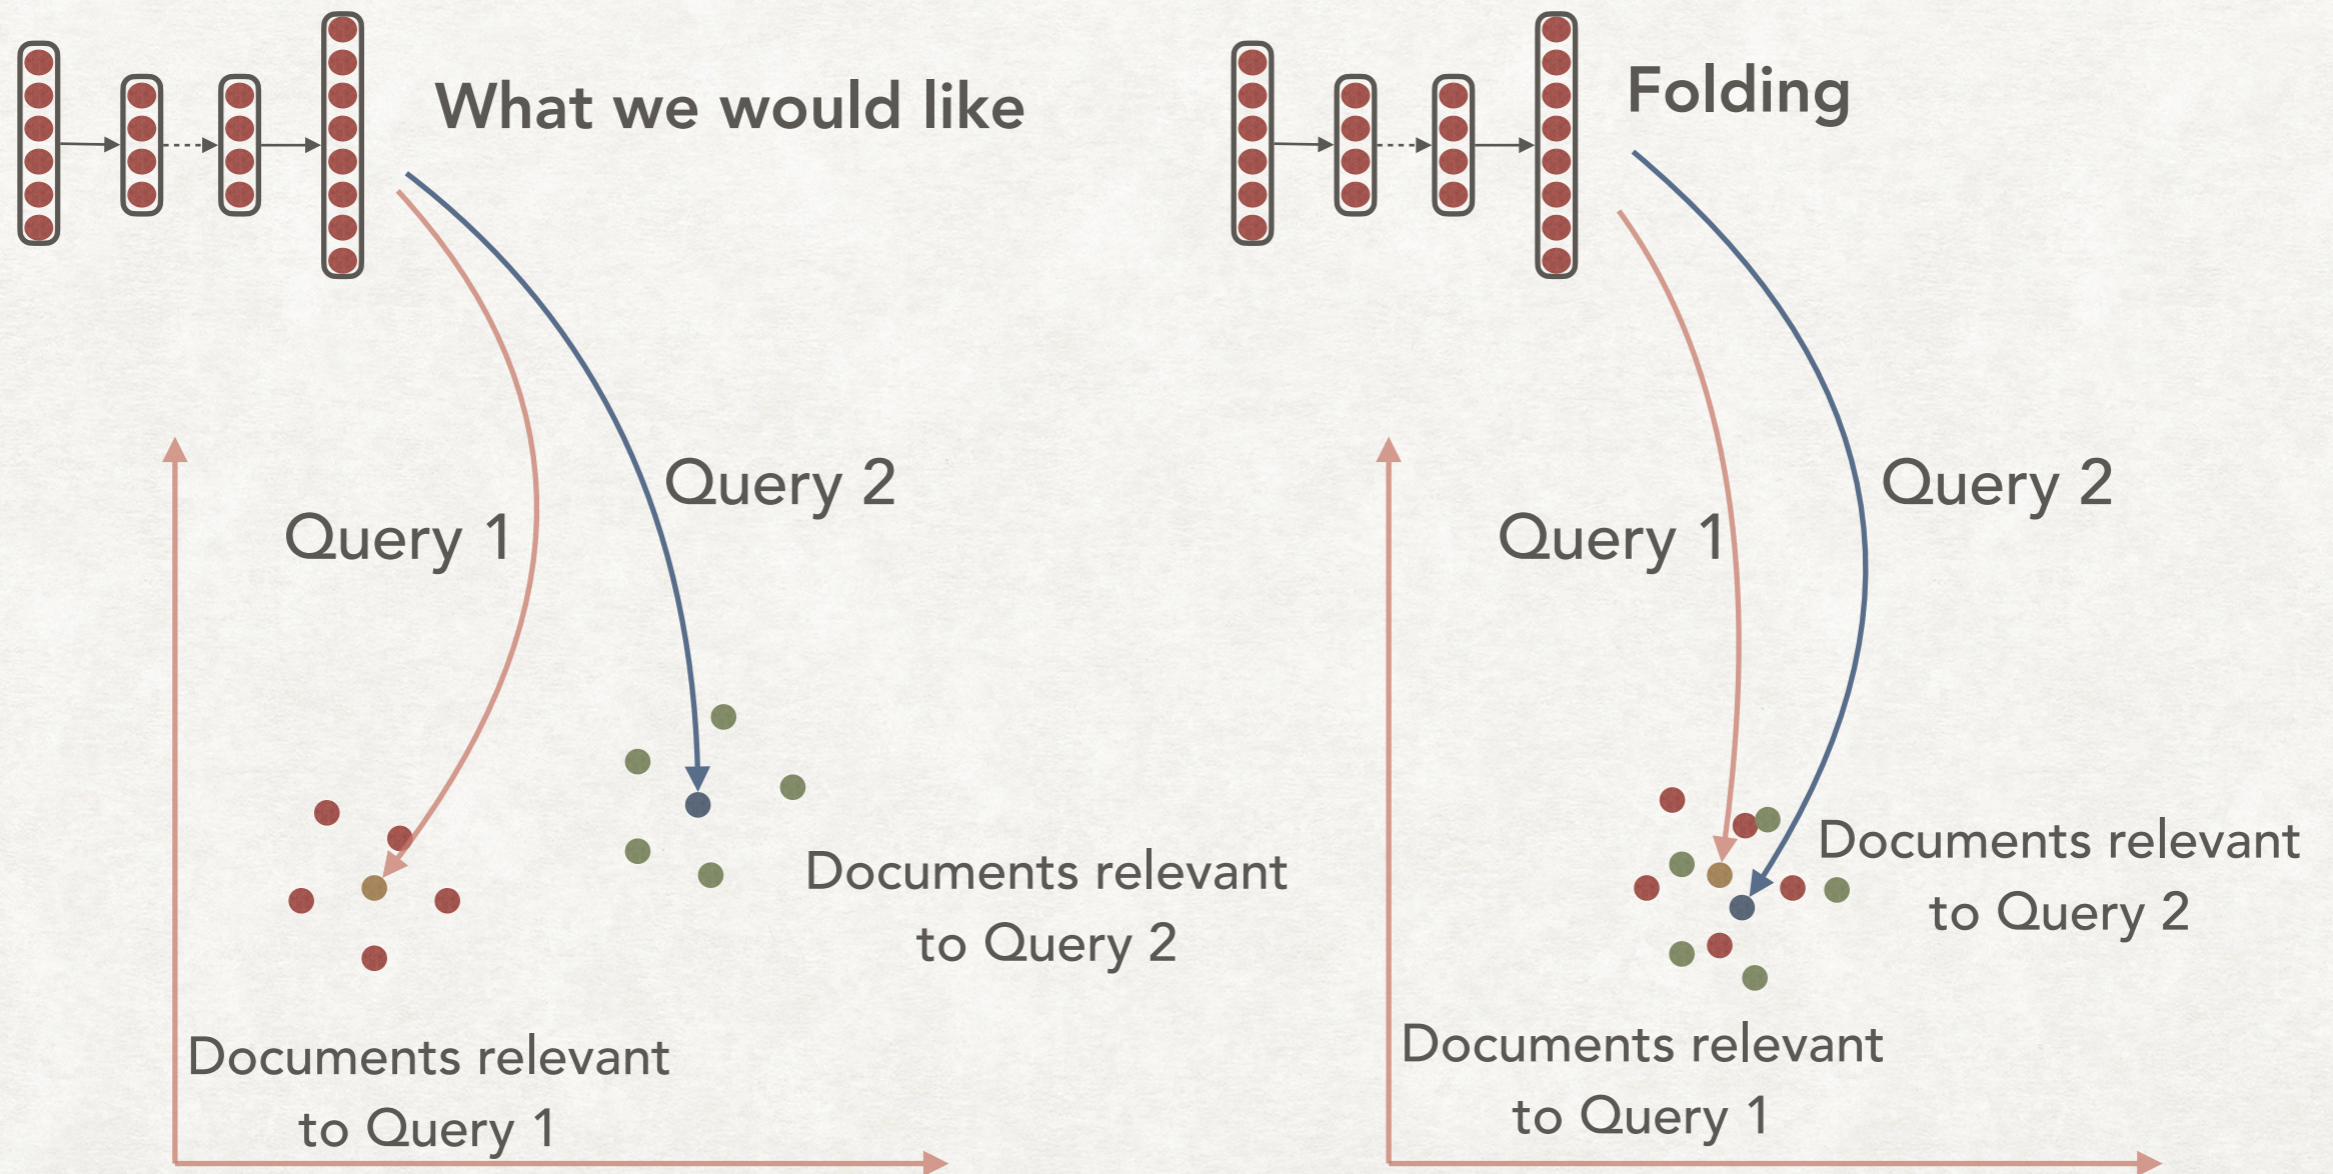 What we would like
Query 2
Query 1
Documents relevant
to Query 2
Documents relevant
to Query 1
Folding
Query 2
Query 1
Documents relevant
to Query 2
Documents relevant
to Query 1